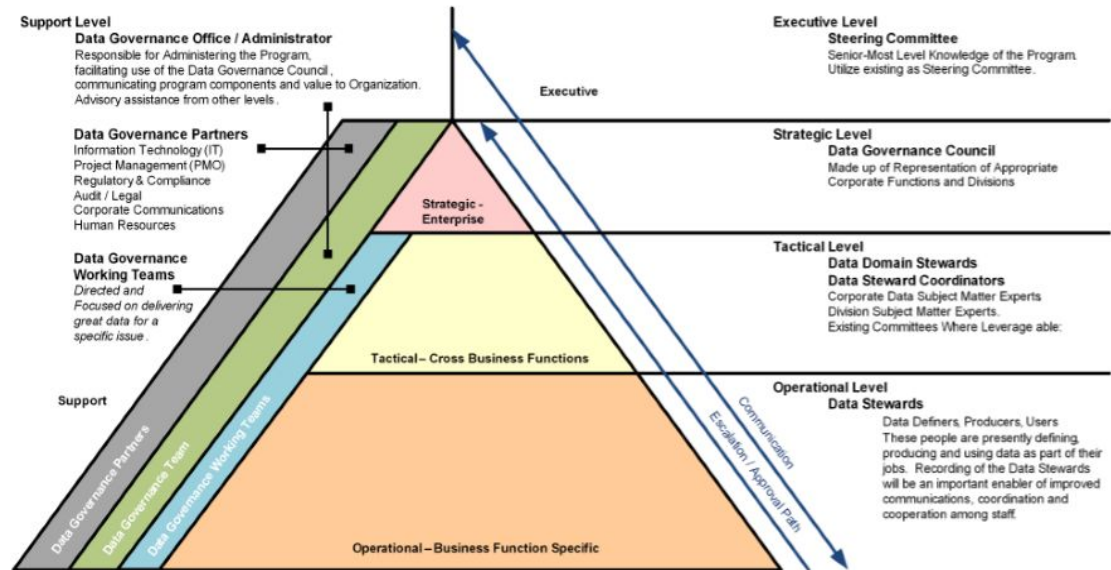 Support Level
Data Governance Office / Administrator
Responsible for Administering the Program,
facilitating use of the Data Governance Council,
communicating program components and value to Organization.
Advisory assistance from other levels.
Data Governance Partners
Information Technology (IT)
Project Management (PMO)
Regulatory & Compliance
Audit / Legal
Corporate Communications
Human Resources
Data Governance
Working Teams
Directed and
Focused on delivering
great data for a
specific issue.
Support
Data Governance Partners
Data Governance Team
Data Governance Working Teams
Executive
Strategic -
Enterprise
Tactical – Cross Business Functions
Operational – Business Function Specific
Communication
Escalation / Approval Path
Executive Level
Steering Committee
Senior-Most Level Knowledge of the Program.
Utilize existing as Steering Committee.
Strategic Level
Data Governance Council
Made up of Representation of Appropriate
Corporate Functions and Divisions
Tactical Level
Data Domain Stewards
Data Steward Coordinators
Corporate Data Subject Matter Experts
Division Subject Matter Experts.
Existing Committees Where Leverage able:
Operational Level
Data Stewards
Data Definers, Producers, Users
These people are presently defining,
producing and using data as part of their
jobs. Recording of the Data Stewards
will be an important enabler of improved
communications, coordination and
cooperation among staff.